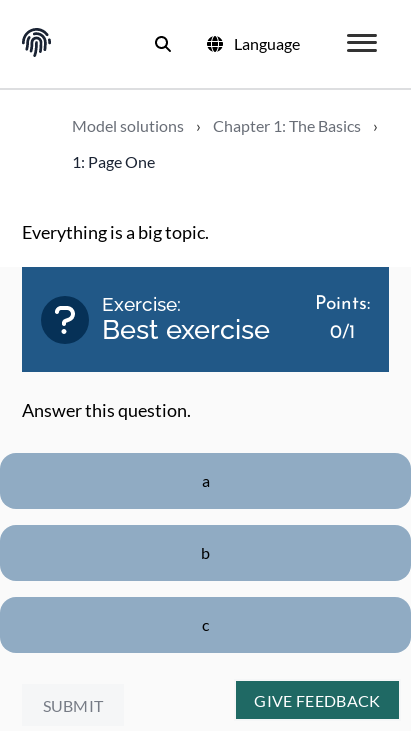 Language
Model solutions › Chapter 1: The Basics ›
1: Page One
Everything is a big topic.
Exercise:
Best exercise
Points:
0/1
Answer this question.
a
b
c
SUBMIT
GIVE FEEDBACK